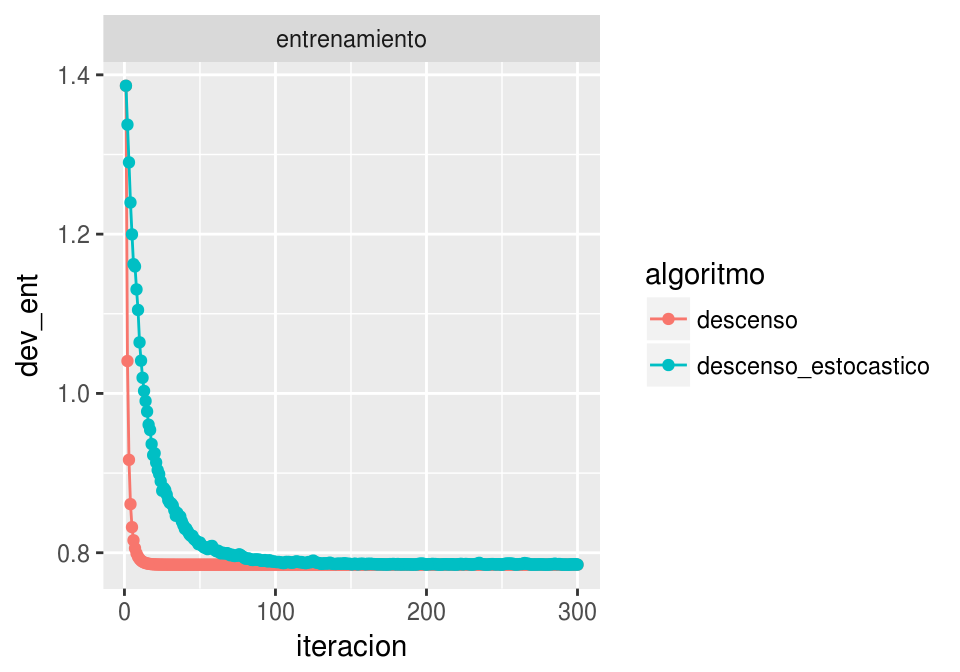 entrenamiento
1.4
1.2
1.0
0.8
dev_ent
0
100
200
300
iteracion
algoritmo
descenso
descenso_estocastico